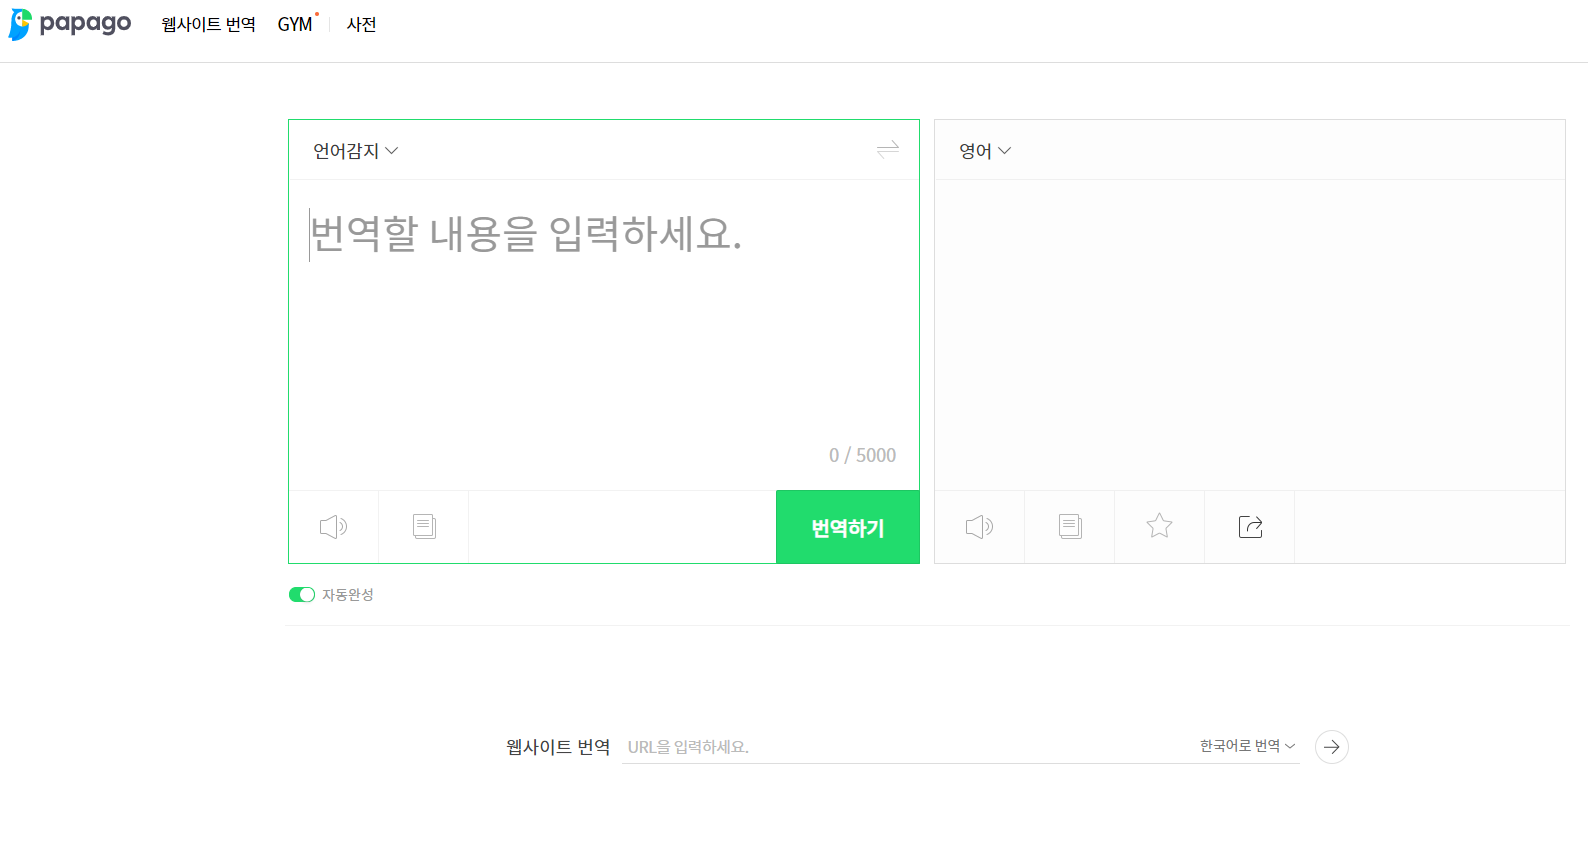 papago 웹사이트 번역 GYM 사전
언어감지
영어
번역할 내용을 입력하세요.
0 / 5000
번역하기
자동완성
웹사이트 번역 URL을 입력하세요. 한국어로 번역